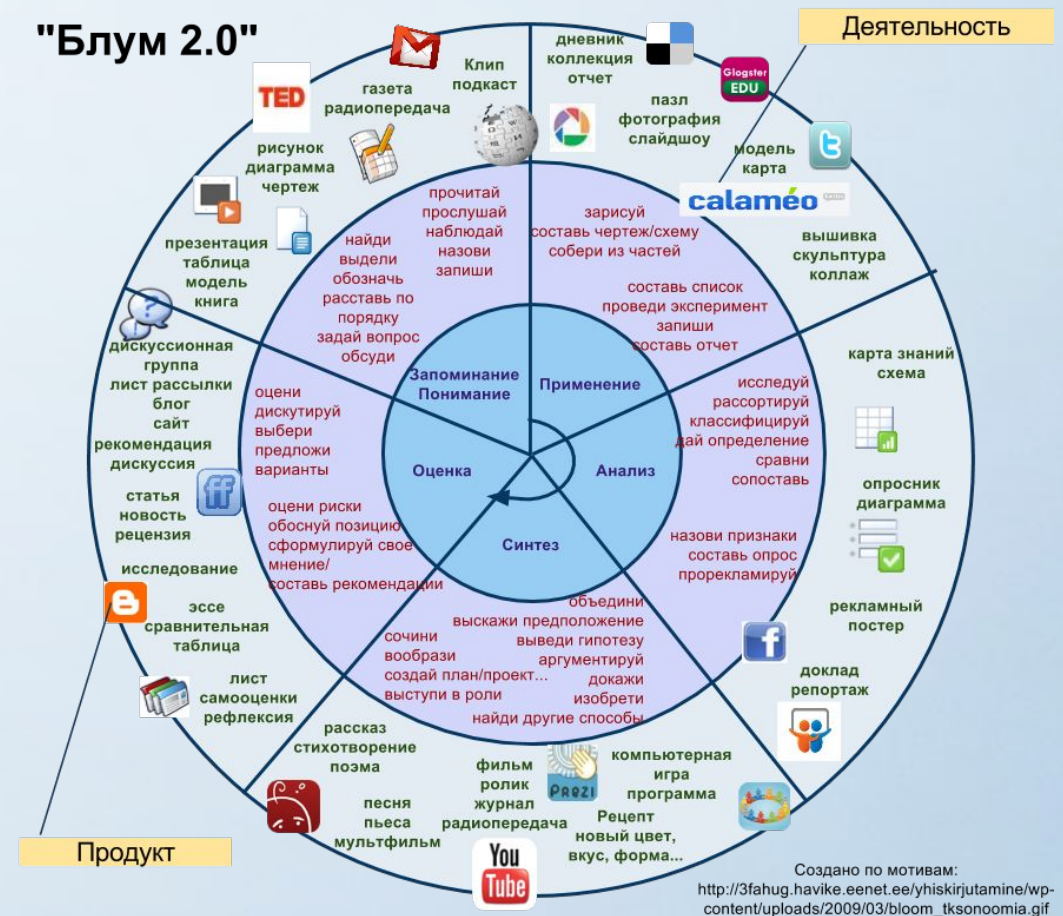 "Блум 2.0"
Деятельность
TED
газета
радиопередача
Клип
подкаст
рисунок
диаграмма
чертеж
презентация
таблица
модель
книга
дневник
коллекция
отчет
Glogster
EDU
пазл
фотография
слайдшоу
модель
карта
calaméo
вышивка
скульптура
коллаж
прочитай
прослушай
наблюдай
назови
запиши
найди
выдели
обозначь
расставь по
порядку
задай вопрос
обсуди
зарисуй
составь чертеж/схему
собери из частей
составь список
проведи эксперимент
запиши
составь отчет
Запоминание
Понимание
Применение
Оценка
Анализ
Синтез
дискуссионная
группа
лист рассылки
блог
сайт
рекомендация
дискуссия
статья
новость
рецензия
исследование
эссе
сравнительная
таблица
лист
самооценки
рефлексия
оцени
дискутируй
выбери
предложи
варианты
оцени риски
обоснуй позицию
сформулируй свое
мнение/
составь рекомендации
исследуй
рассортируй
классифицируй
дай определение
сравни
сопоставь
назови признаки
составь опрос
прорекламируй
карта знаний
схема
опросник
диаграмма
рекламный
постер
доклад
репортаж
объедини
выскажи предположение
выведи гипотезу
аргументируй
докажи
изобрети
найди другие способы
сочини
вообрази
создай план/проект...
выступи в роли
рассказ
стихотворение
поэма
песня
пьеса
мультфильм
фильм
ролик
журнал
радиопередача
PREZI
компьютерная
игра
программа
Рецепт
новый цвет,
вкус, форма...
You
Tube
Продукт
Создано по мотивам:
http://3fahug.havike.eenet.ee/yhiskirjutamine/wp-
content/uploads/2009/03/bloom_tksonoomia.gif